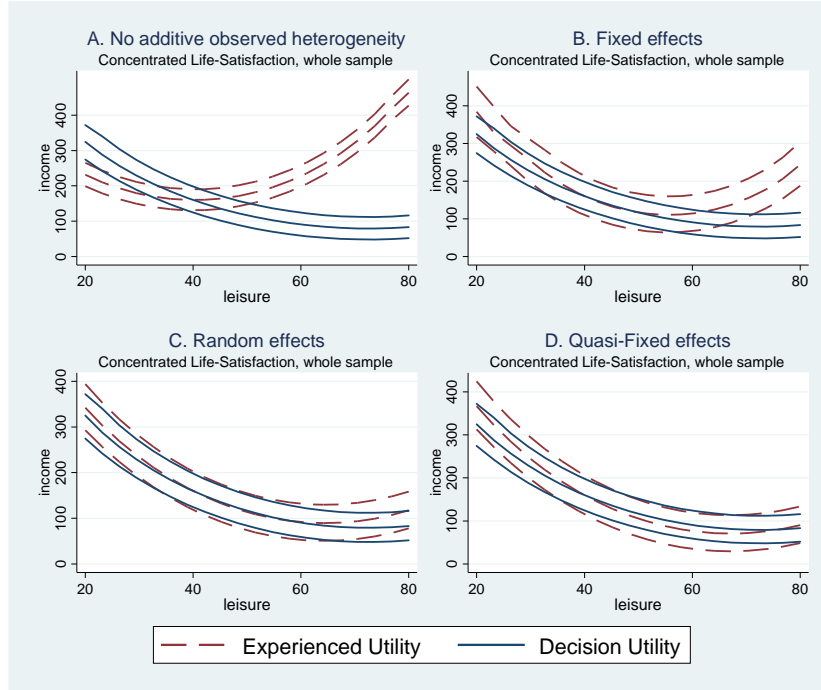 A. No additive observed heterogeneity
Concentrated Life-Satisfaction, whole sample
income
0 100 200 300 400
20 40 60 80
leisure
B. Fixed effects
Concentrated Life-Satisfaction, whole sample
income
0 100 200 300 400
20 40 60 80
leisure
C. Random effects
Concentrated Life-Satisfaction, whole sample
income
0 100 200 300 400
20 40 60 80
leisure
D. Quasi-Fixed effects
Concentrated Life-Satisfaction, whole sample
income
0 100 200 300 400
20 40 60 80
leisure
Experienced Utility Decision Utility